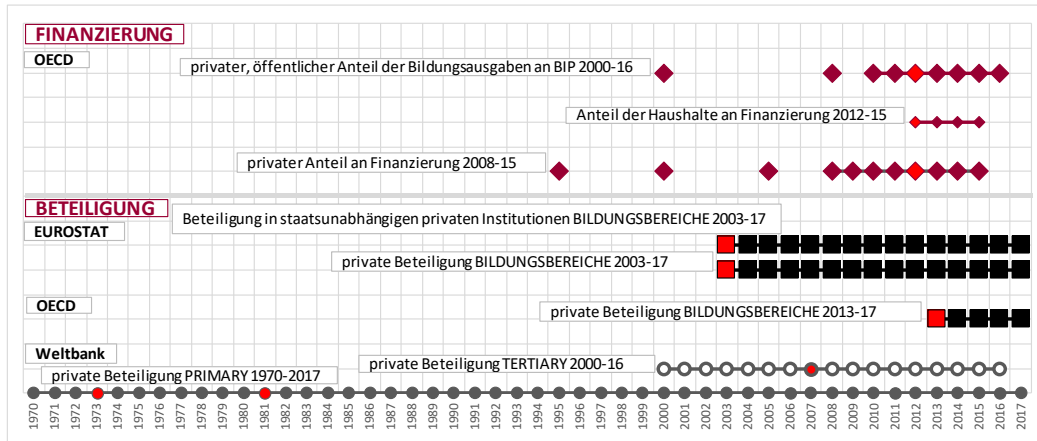 FINANZIERUNG
OECD
privater, öffentlicher Anteil der Bildungsausgaben an BIP 2000-16
Anteil der Haushalte an Finanzierung 2012-15
privater Anteil an Finanzierung 2008-15
BETEILIGUNG
Beteiligung in staatsunabhängigen privaten Institutionen BILDUNGSBEREICHE 2003-17
EUROSTAT
private Beteiligung BILDUNGSBEREICHE 2003-17
OECD
private Beteiligung BILDUNGSBEREICHE 2013-17
Weltbank
private Beteiligung TERTIARY 2000-16
private Beteiligung PRIMARY 1970-2017
1970 1971 1972 1973 1974 1975 1976 1977 1978 1979 1980 1981 1982 1983 1984 1985 1986 1987 1988 1989 1990 1991 1992 1993 1994 1995 1996 1997 1998 1999 2000 2001 2002 2003 2004 2005 2006 2007 2008 2009 2010 2011 2012 2013 2014 2015 2016 2017